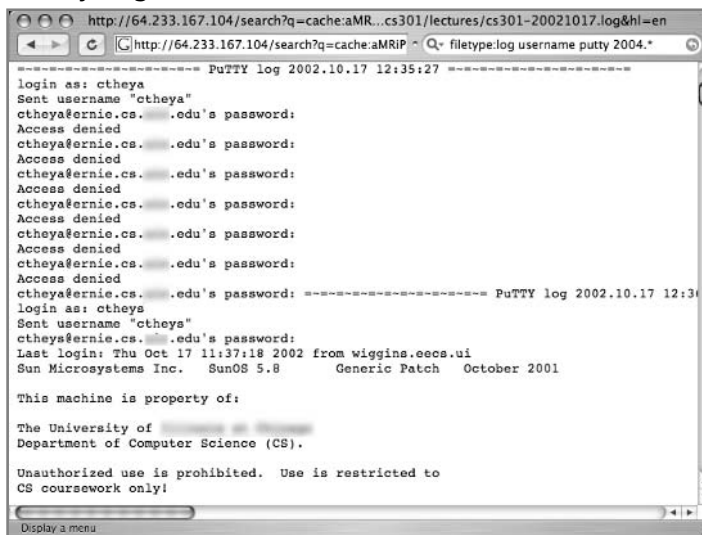 http://64.233.167.104/search?q=cache:aMR...cs301/lectures/cs301-20021017.log&hl=en
http://64.233.167.104/search?q=cache:aMRiP
filetype:log username putty 2004.*
=~=~=~=~=~=~=~=~=~=~=~= PuTTY log 2002.10.17 12:35:27 =~=~=~=~=~=~=~=~=~=~=~=
login as: ctheya
Sent username "ctheya"
ctheya@ernie.cs. .edu's password:
Access denied
ctheya@ernie.cs. .edu's password:
Access denied
ctheya@ernie.cs. .edu's password:
Access denied
ctheya@ernie.cs. .edu's password:
Access denied
ctheya@ernie.cs. .edu's password:
Access denied
ctheya@ernie.cs. .edu's password:
Access denied
ctheya@ernie.cs. .edu's password: =~=~=~=~=~=~=~=~=~=~=~= PuTTY log 2002.10.17 12:3
login as: ctheys
Sent username "ctheys"
ctheys@ernie.cs. .edu's password:
Last login: Thu Oct 17 11:37:18 2002 from wiggins.eecs.ui
Sun Microsystems Inc. SunOS 5.8 Generic Patch October 2001
This machine is property of:
The University of
Department of Computer Science (CS).
Unauthorized use is prohibited. Use is restricted to
CS coursework only!
Display a menu